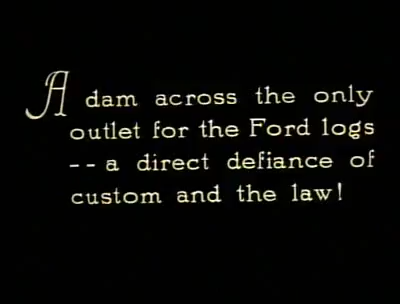 A dam across the only
outlet for the Ford logs
-- a direct defiance of
custom and the law!